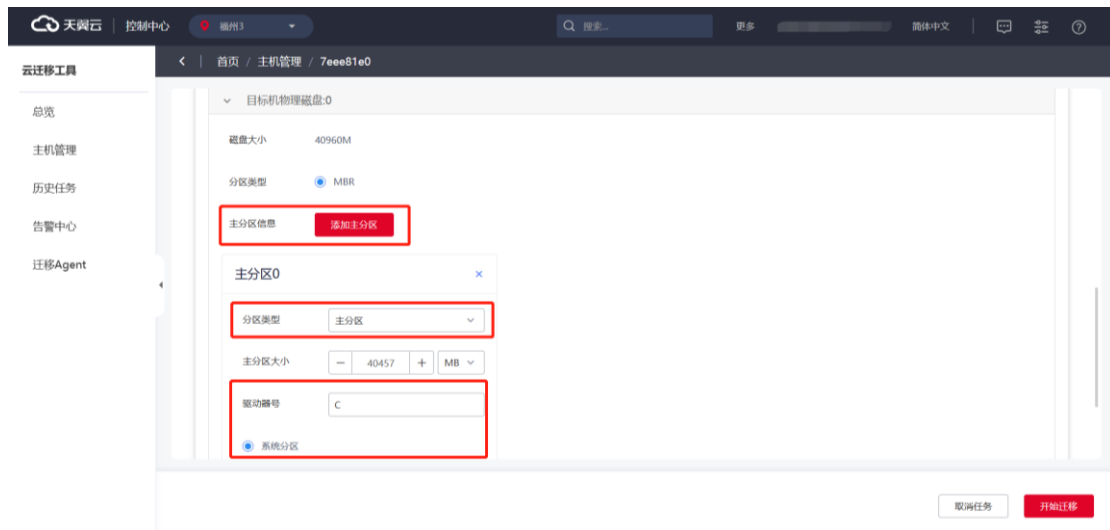 天翼云 控制中心 福州3 搜索... 更多 简体中文
云迁移工具
首页 / 主机管理 / 7eee81e0
总览
主机管理
历史任务
告警中心
迁移Agent
目标机物理磁盘:0
磁盘大小 40960M
分区类型 MBR
主分区信息 添加主分区
主分区0
分区类型 主分区
主分区大小 40457 MB
驱动器号 C
系统分区
取消任务 开始迁移